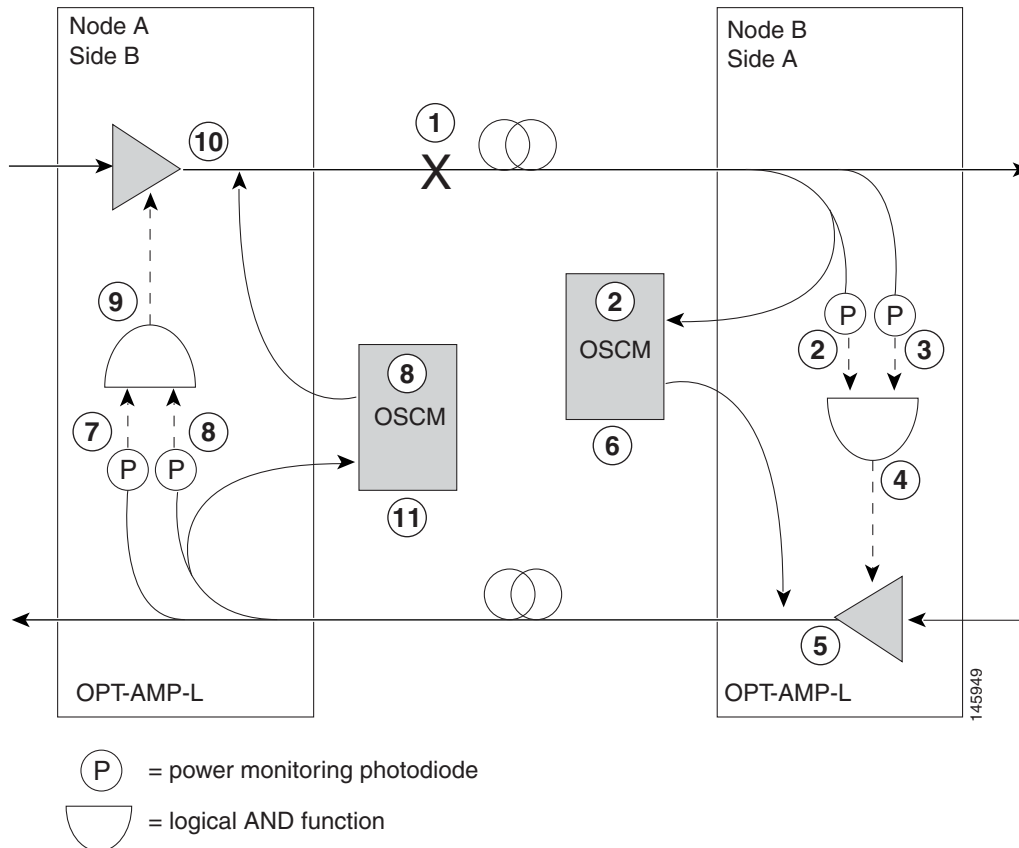 Node A
Side B
Node B
Side A
1
10
2
OSCM
P
P
2
3
9
8
OSCM
7
8
6
4
P
P
11
5
OPT-AMP-L
OPT-AMP-L
145949
P = power monitoring photodiode
= logical AND function